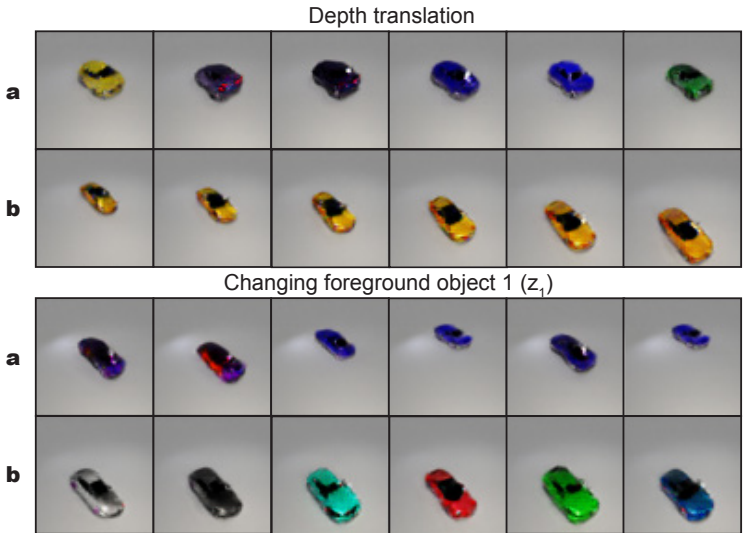 Depth translation
a
b
Changing foreground object 1 (z₁)
a
b